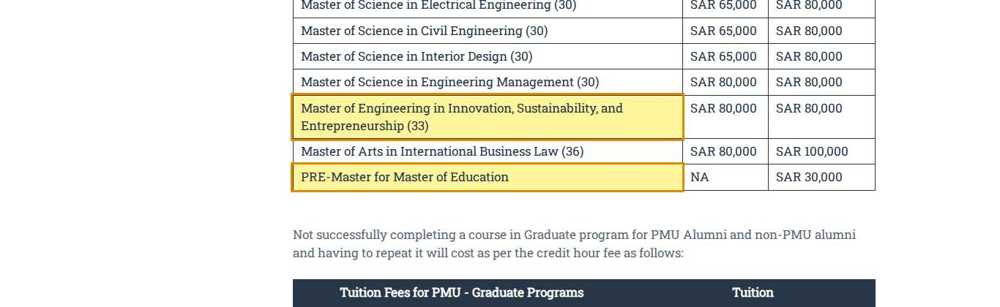 Master of Science in Electrical Engineering (30) SAR 65,000 SAR 80,000
Master of Science in Civil Engineering (30) SAR 65,000 SAR 80,000
Master of Science in Interior Design (30) SAR 65,000 SAR 80,000
Master of Science in Engineering Management (30) SAR 80,000 SAR 80,000
Master of Engineering in Innovation, Sustainability, and SAR 80,000 SAR 80,000
Entrepreneurship (33)
Master of Arts in International Business Law (36) SAR 80,000 SAR 100,000
PRE-Master for Master of Education NA SAR 30,000
Not successfully completing a course in Graduate program for PMU Alumni and non-PMU alumni
and having to repeat it will cost as per the credit hour fee as follows:
Tuition Fees for PMU - Graduate Programs Tuition